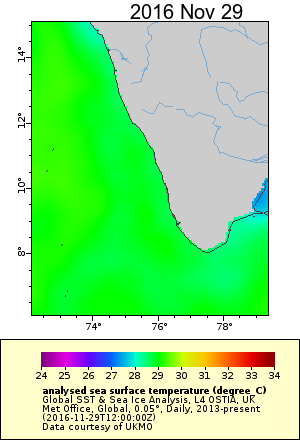 2016 Nov 29
14°
12°
10°
8°
74°
76°
78°
24 25 26 27 28 29 30 31 32 33 34
analysed sea surface temperature (degree_C)
Global SST & Sea Ice Analysis, L4 OSTIA, UK
Met Office, Global, 0.05°, Daily, 2013-present
(2016-11-29T12:00:00Z)
Data courtesy of UKMO